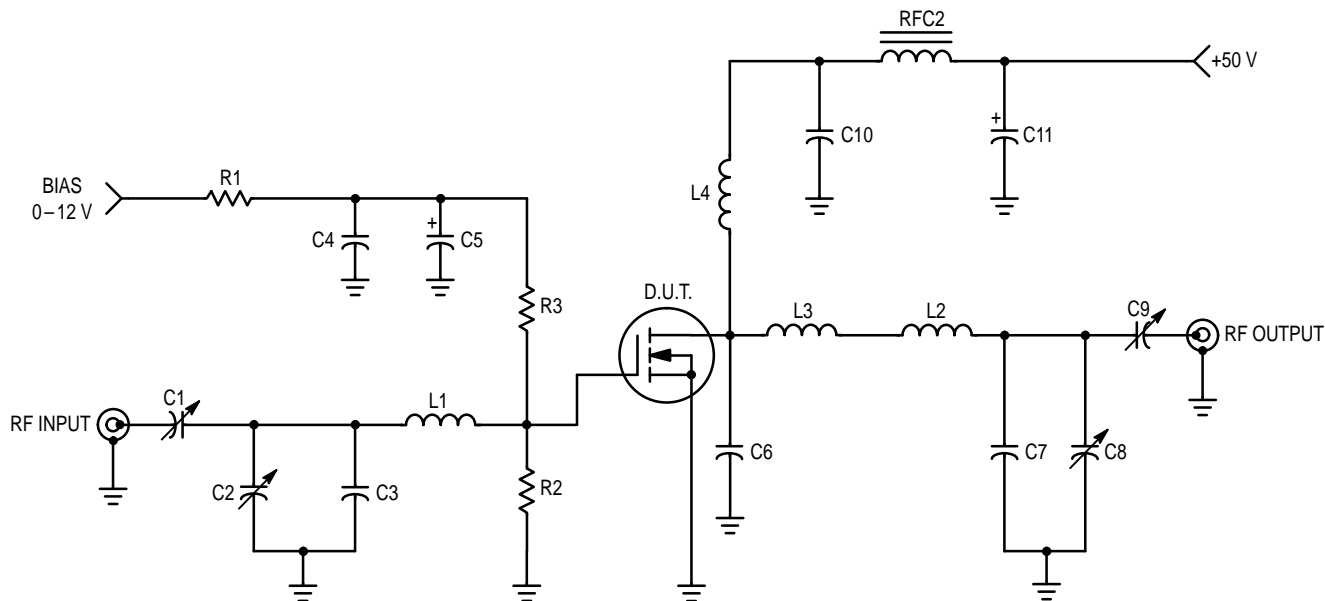 RFC2
+50 V
C10
+
C11
L4
BIAS
0–12 V
R1
C4
+
C5
R3
D.U.T.
L3
L2
C9
RF OUTPUT
C1
RF INPUT
L1
C2
C3
R2
C6
C7
C8